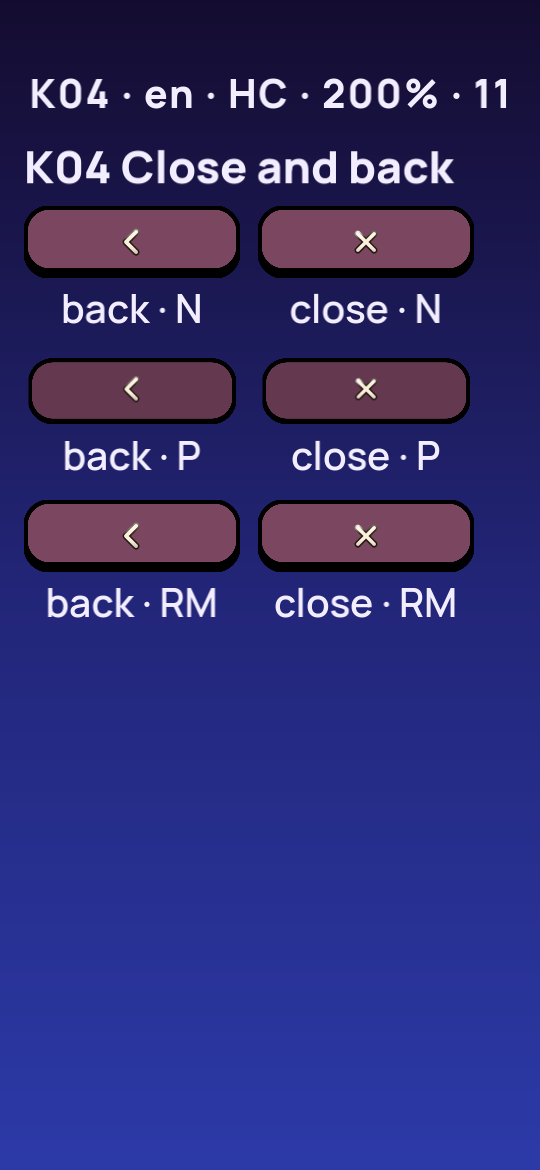 K04 · en · HC · 200% · 11
K04 Close and back
back · N close · N
back · P close · P
back · RM close · RM